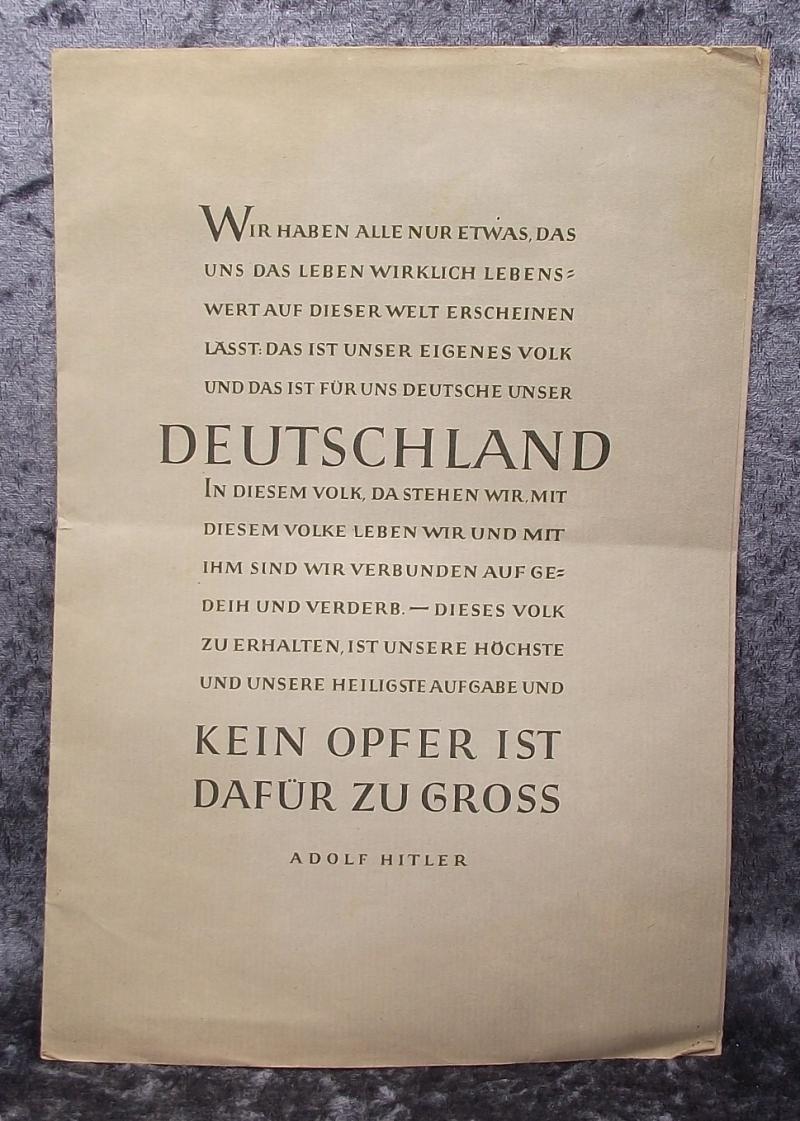 WIR HABEN ALLE NUR ETWAS, DAS
UNS DAS LEBEN WIRKLICH LEBENS=
WERT AUF DIESER WELT ERSCHEINEN
LÄSST: DAS IST UNSER EIGENES VOLK
UND DAS IST FÜR UNS DEUTSCHE UNSER
DEUTSCHLAND
IN DIESEM VOLK, DA STEHEN WIR, MIT
DIESEM VOLKE LEBEN WIR UND MIT
IHM SIND WIR VERBUNDEN AUF GE=
DEIH UND VERDERB. — DIESES VOLK
ZU ERHALTEN, IST UNSERE HÖCHSTE
UND UNSERE HEILIGSTE AUFGABE UND
KEIN OPFER IST
DAFÜR ZU GROSS
ADOLF HITLER